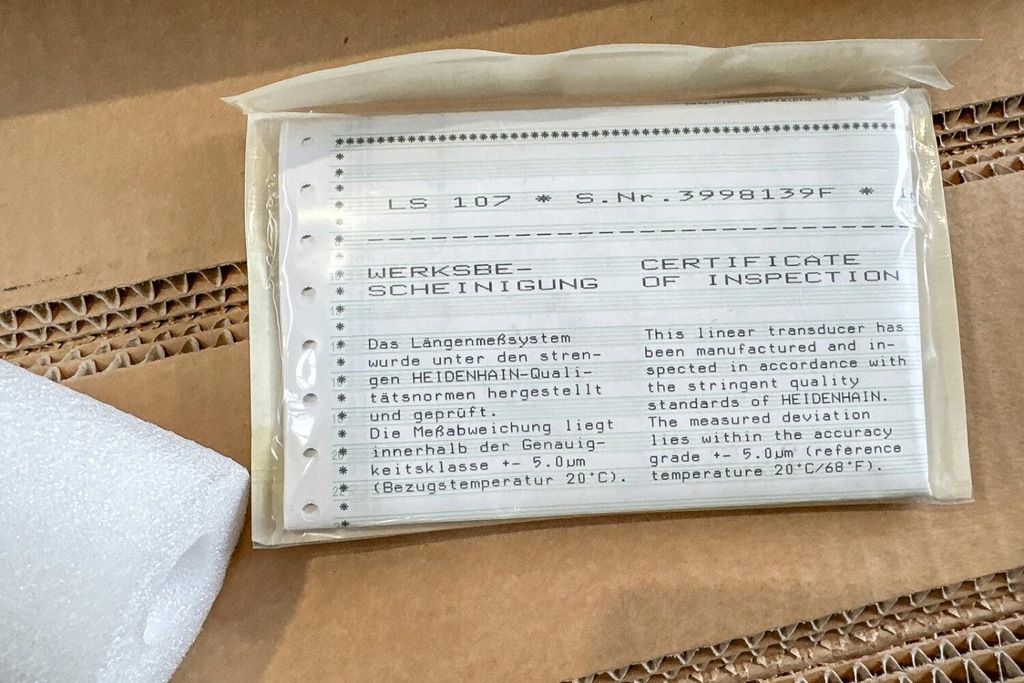 ****************************************************************
LS 107 * S.Nr.3998139F *
WERKSBE-
SCHEINIGUNG
Das Längenmeßsystem
wurde unter den stren-
gen HEIDENHAIN-Quali-
tätsnormen hergestellt
und geprüft.
Die Meßabweichung liegt
innerhalb der Genauig-
keitsklasse +- 5.0µm
(Bezugstemperatur 20°C).
CERTIFICATE
OF INSPECTION
This linear transducer has
been manufactured and in-
spected in accordance with
the stringent quality
standards of HEIDENHAIN.
The measured deviation
lies within the accuracy
grade +- 5.0µm (reference
temperature 20°C/68°F).